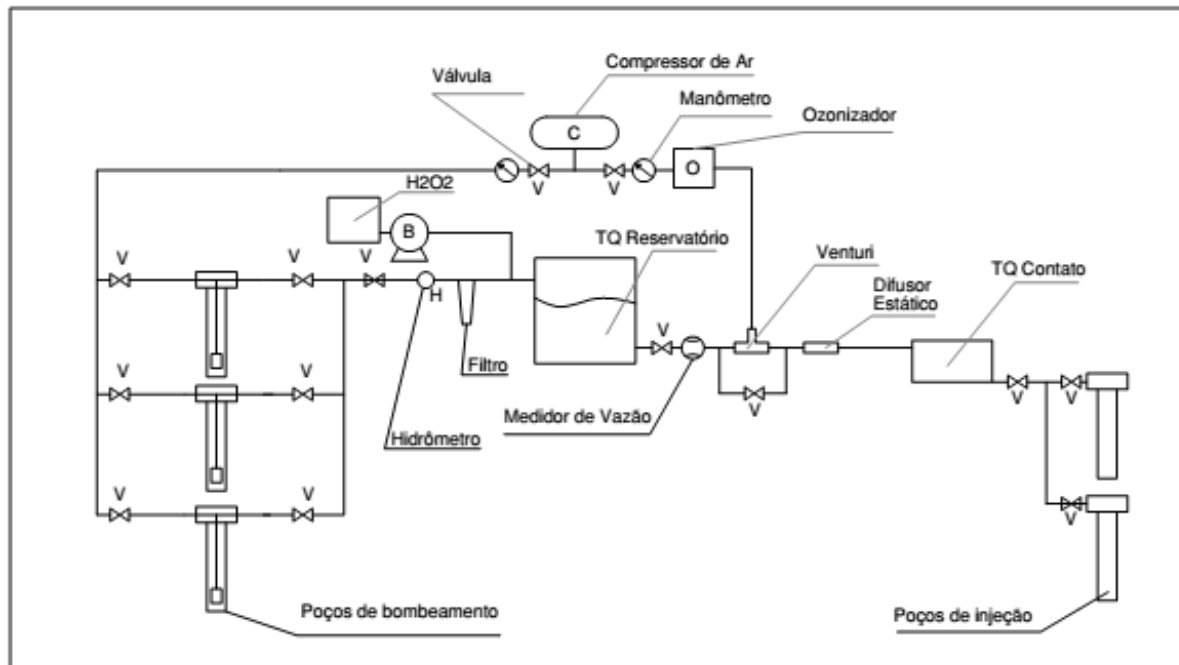 Compressor de Ar
Válvula
Manômetro
Ozonizador
C
V
V
O
H2O2
B
TQ Reservatório
Venturi
TQ Contato
Difusor
Estático
V
V
V
H
V
Filtro
Medidor de Vazão
V
V
V
Hidrômetro
V
V
V
V
V
V
Poços de bombeamento
Poços de injeção